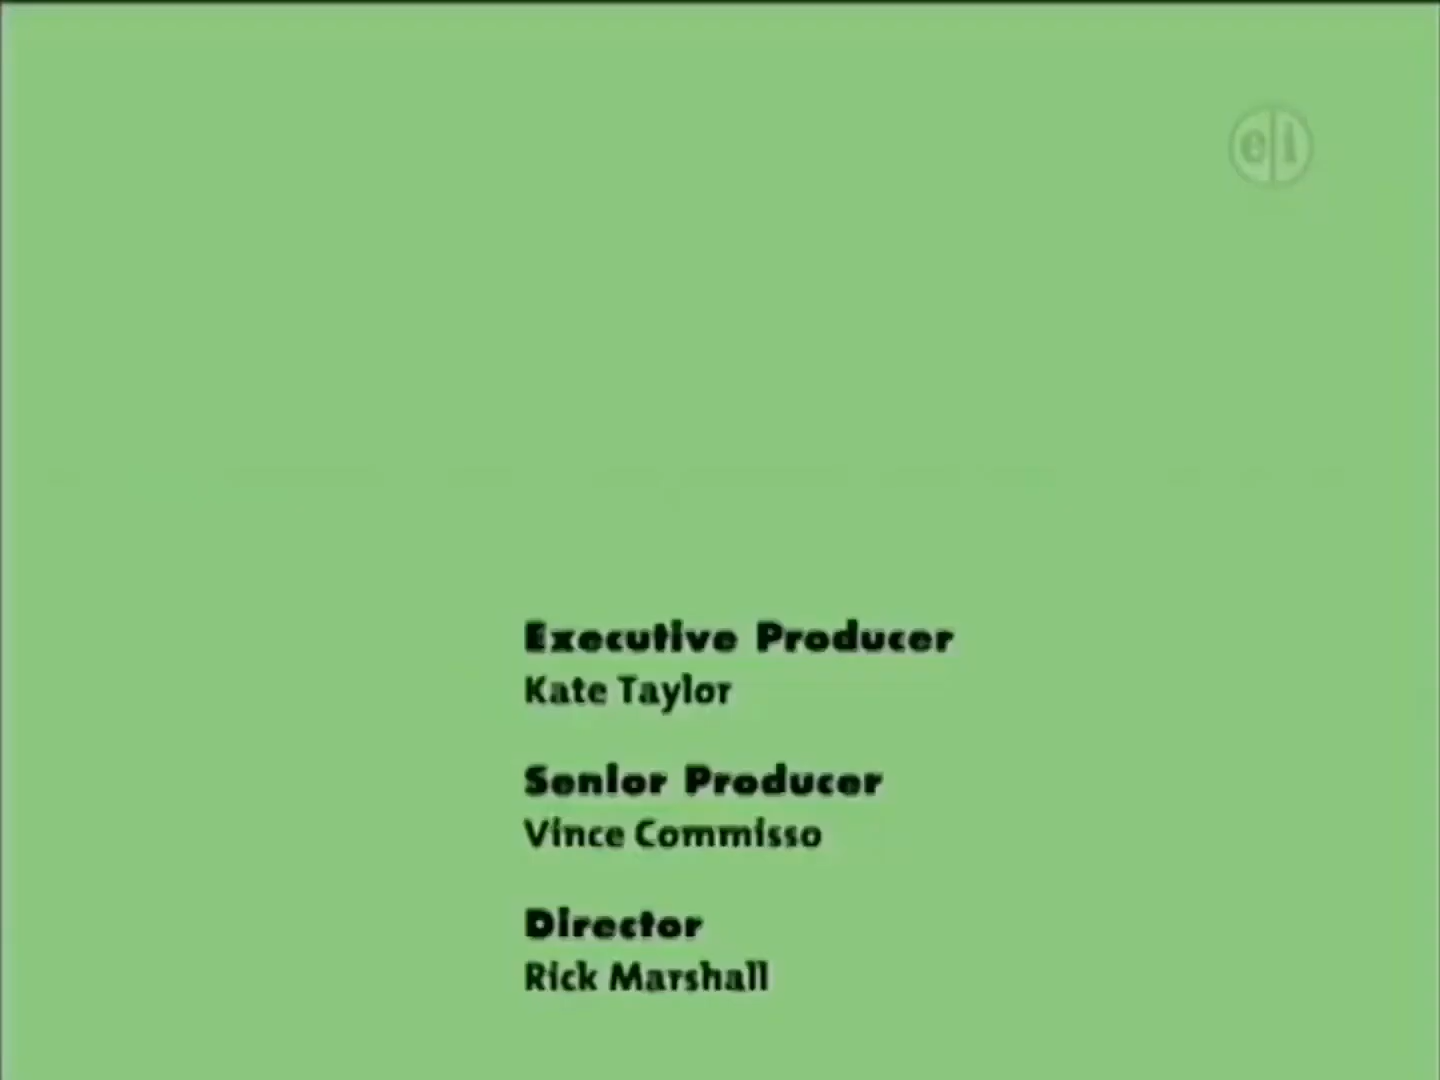 e/i
Executive Producer
Kate Taylor
Senior Producer
Vince Commisso
Director
Rick Marshall